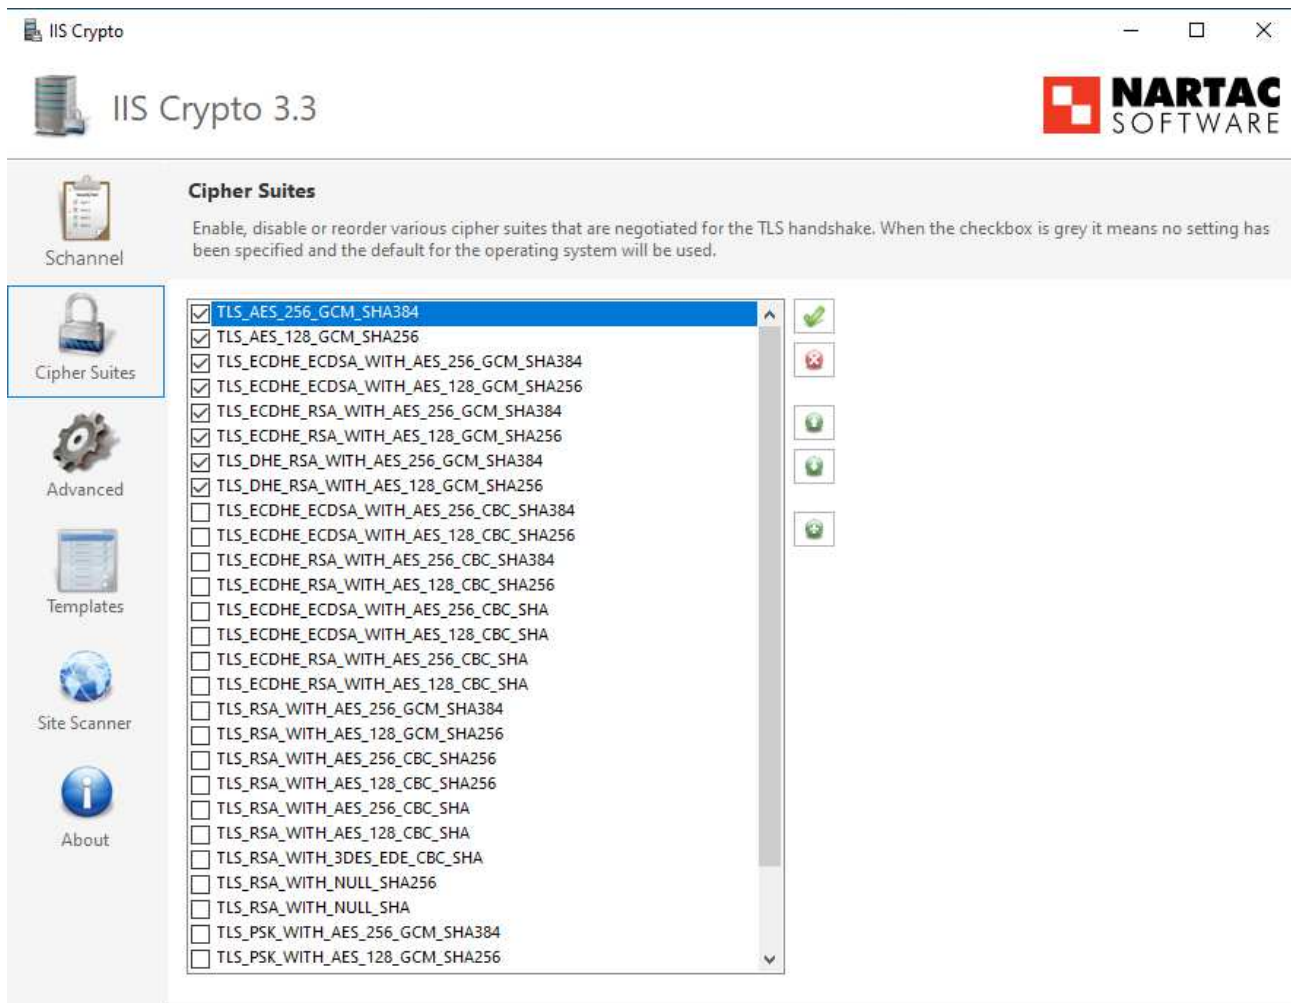 IIS Crypto
IIS Crypto 3.3
NARTAC
SOFTWARE
Schannel
Cipher Suites
Advanced
Templates
Site Scanner
About
Cipher Suites
Enable, disable or reorder various cipher suites that are negotiated for the TLS handshake. When the checkbox is grey it means no setting has
been specified and the default for the operating system will be used.
TLS_AES_256_GCM_SHA384
TLS_AES_128_GCM_SHA256
TLS_ECDHE_ECDSA_WITH_AES_256_GCM_SHA384
TLS_ECDHE_ECDSA_WITH_AES_128_GCM_SHA256
TLS_ECDHE_RSA_WITH_AES_256_GCM_SHA384
TLS_ECDHE_RSA_WITH_AES_128_GCM_SHA256
TLS_DHE_RSA_WITH_AES_256_GCM_SHA384
TLS_DHE_RSA_WITH_AES_128_GCM_SHA256
TLS_ECDHE_ECDSA_WITH_AES_256_CBC_SHA384
TLS_ECDHE_ECDSA_WITH_AES_128_CBC_SHA256
TLS_ECDHE_RSA_WITH_AES_256_CBC_SHA384
TLS_ECDHE_RSA_WITH_AES_128_CBC_SHA256
TLS_ECDHE_ECDSA_WITH_AES_256_CBC_SHA
TLS_ECDHE_ECDSA_WITH_AES_128_CBC_SHA
TLS_ECDHE_RSA_WITH_AES_256_CBC_SHA
TLS_ECDHE_RSA_WITH_AES_128_CBC_SHA
TLS_RSA_WITH_AES_256_GCM_SHA384
TLS_RSA_WITH_AES_128_GCM_SHA256
TLS_RSA_WITH_AES_256_CBC_SHA256
TLS_RSA_WITH_AES_128_CBC_SHA256
TLS_RSA_WITH_AES_256_CBC_SHA
TLS_RSA_WITH_AES_128_CBC_SHA
TLS_RSA_WITH_3DES_EDE_CBC_SHA
TLS_RSA_WITH_NULL_SHA256
TLS_RSA_WITH_NULL_SHA
TLS_PSK_WITH_AES_256_GCM_SHA384
TLS_PSK_WITH_AES_128_GCM_SHA256